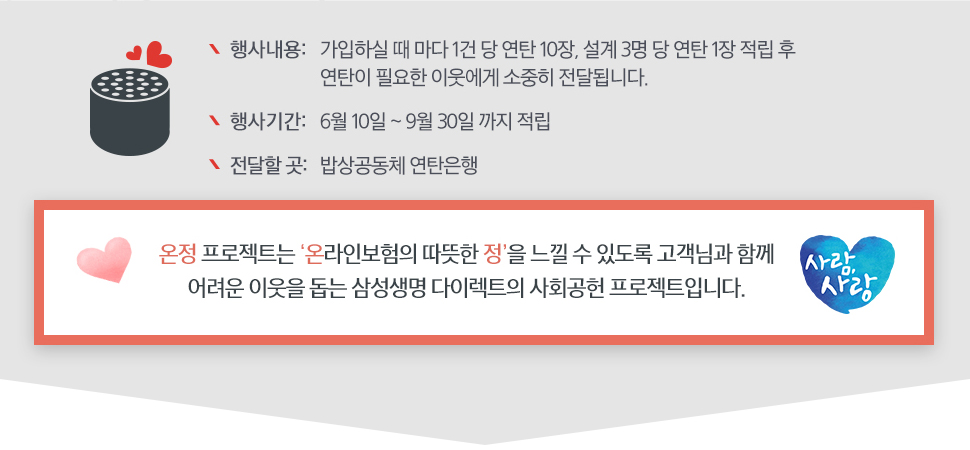 행사내용: 가입하실 때 마다 1건 당 연탄 10장, 설계 3명 당 연탄 1장 적립 후
연탄이 필요한 이웃에게 소중히 전달됩니다.
행사기간: 6월 10일 ~ 9월 30일 까지 적립
전달할 곳: 밥상공동체 연탄은행
온정 프로젝트는 ‘온라인보험의 따뜻한 정’을 느낄 수 있도록 고객님과 함께
어려운 이웃을 돕는 삼성생명 다이렉트의 사회공헌 프로젝트입니다.
사람,
사랑